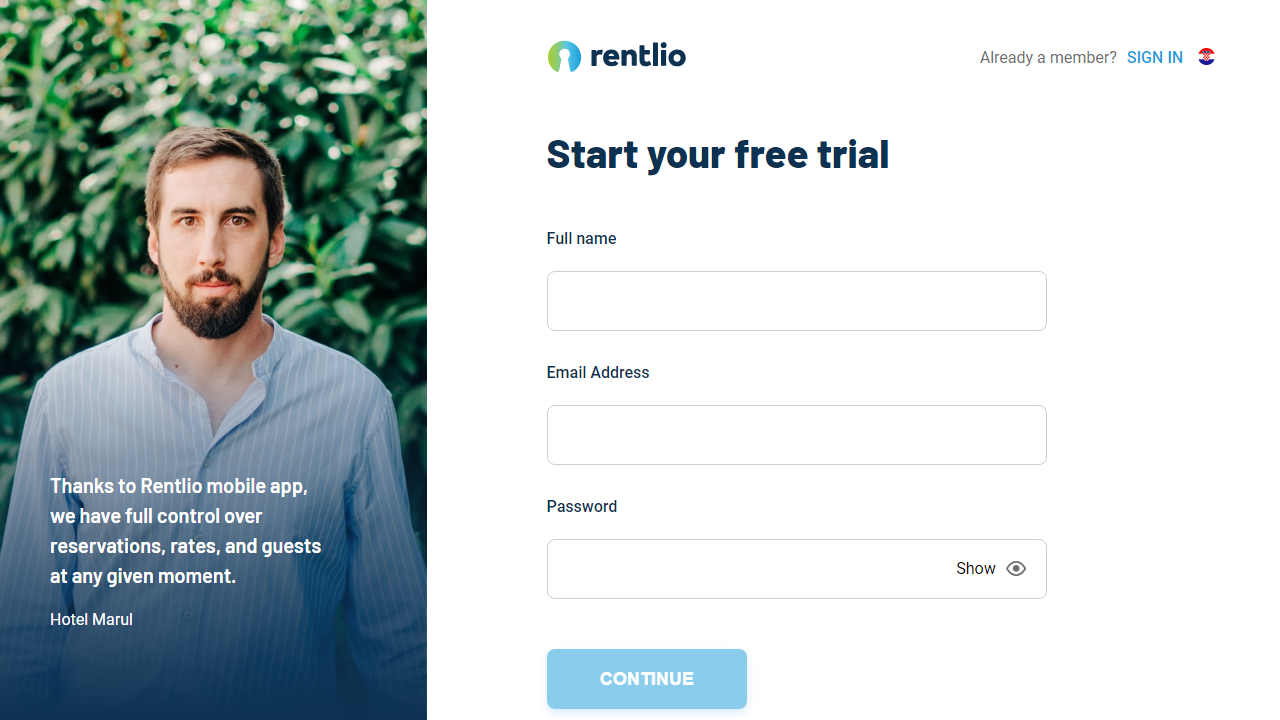 rentlio
Already a member? SIGN IN
Start your free trial
Full name
Email Address
Password
Show
CONTINUE
Thanks to Rentlio mobile app,
we have full control over
reservations, rates, and guests
at any given moment.
Hotel Marul